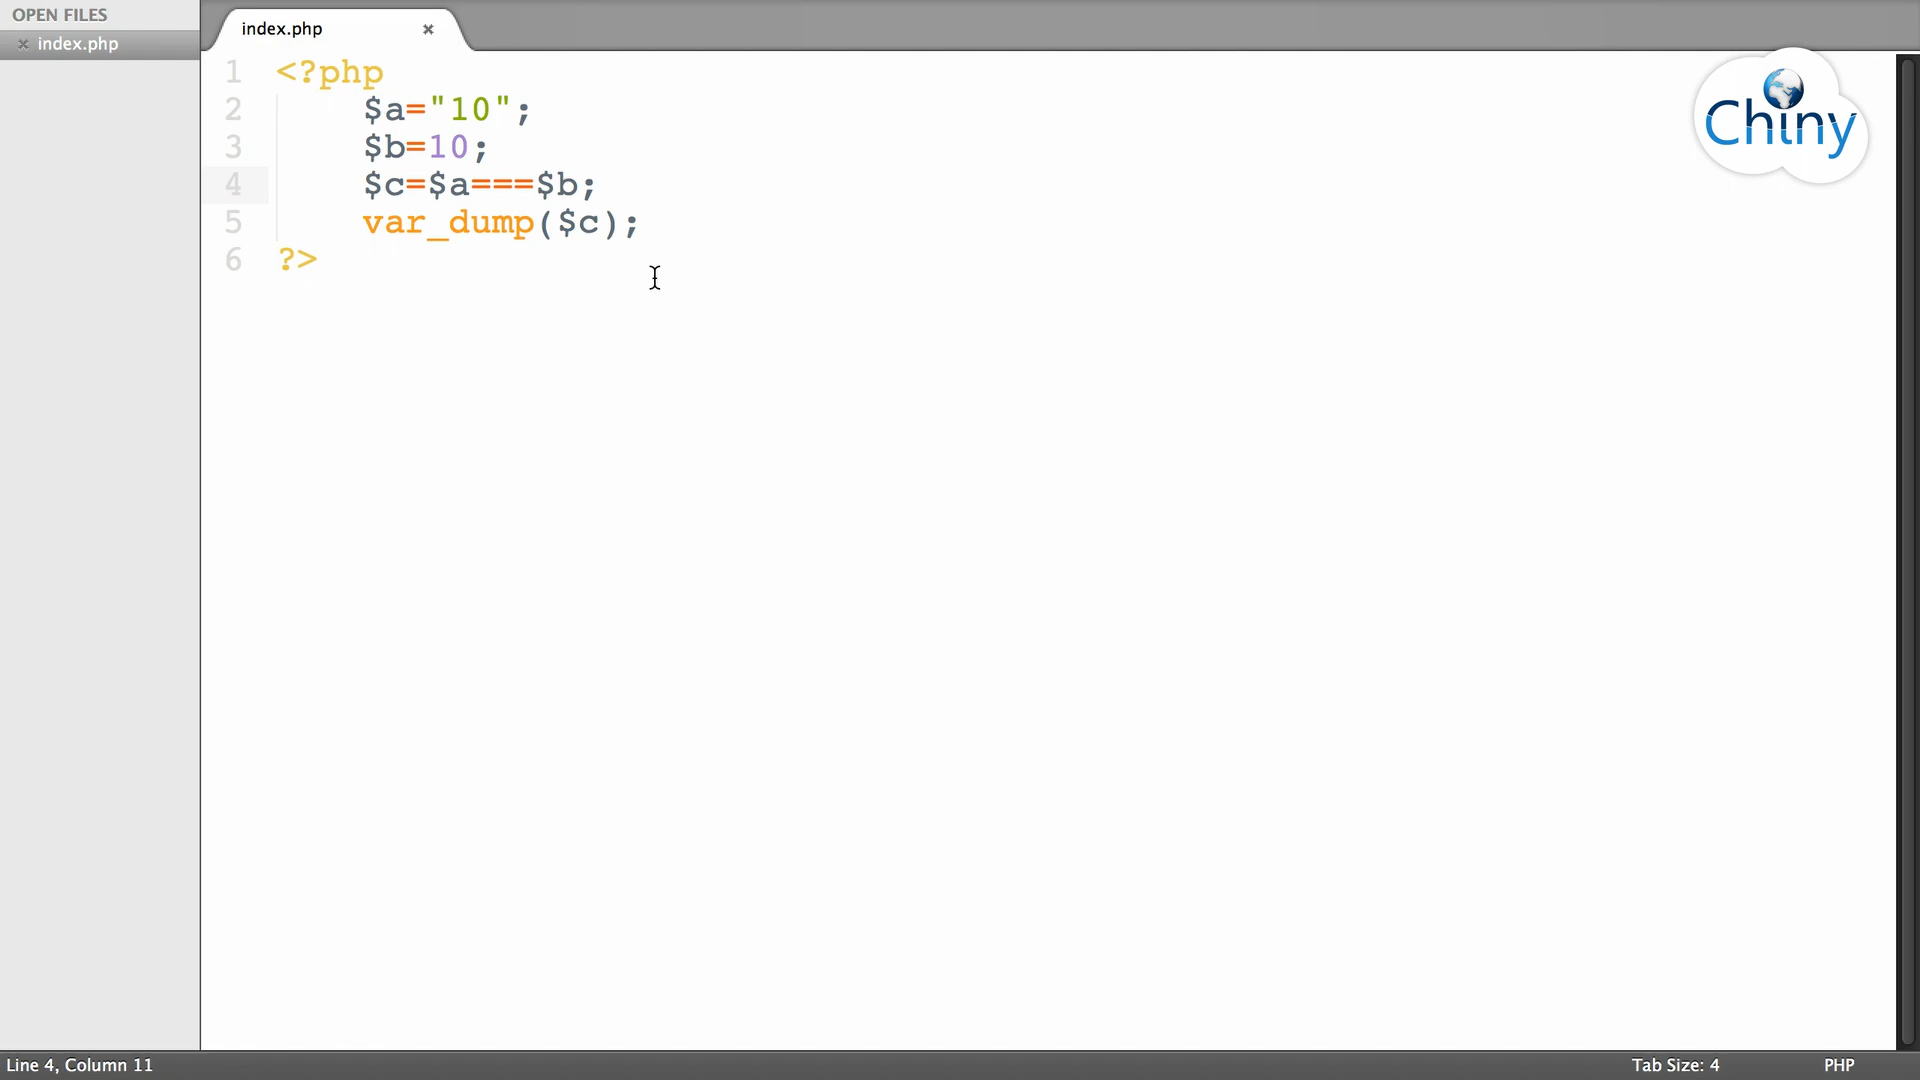 OPEN FILES
index.php
index.php
1 <?php
2 $a="10";
3 $b=10;
4 $c=$a===$b;
5 var_dump($c);
6 ?>
Chiny
Line 4, Column 11
Tab Size: 4
PHP